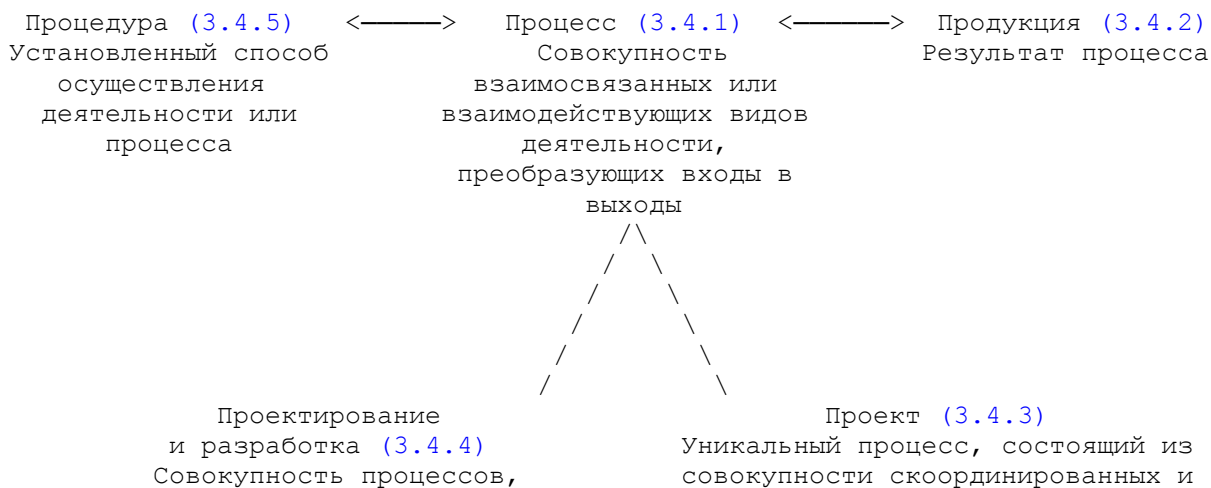 Процедура (3.4.5) <─────> Процесс (3.4.1) <──────> Продукция (3.4.2)
Установленный способ Совокупность Результат процесса
осуществления взаимосвязанных или
деятельности или взаимодействующих видов
процесса деятельности,
преобразующих входы в
выходы
Проектирование Проект (3.4.3)
и разработка (3.4.4) Уникальный процесс, состоящий из
Совокупность процессов, совокупности скоординированных и